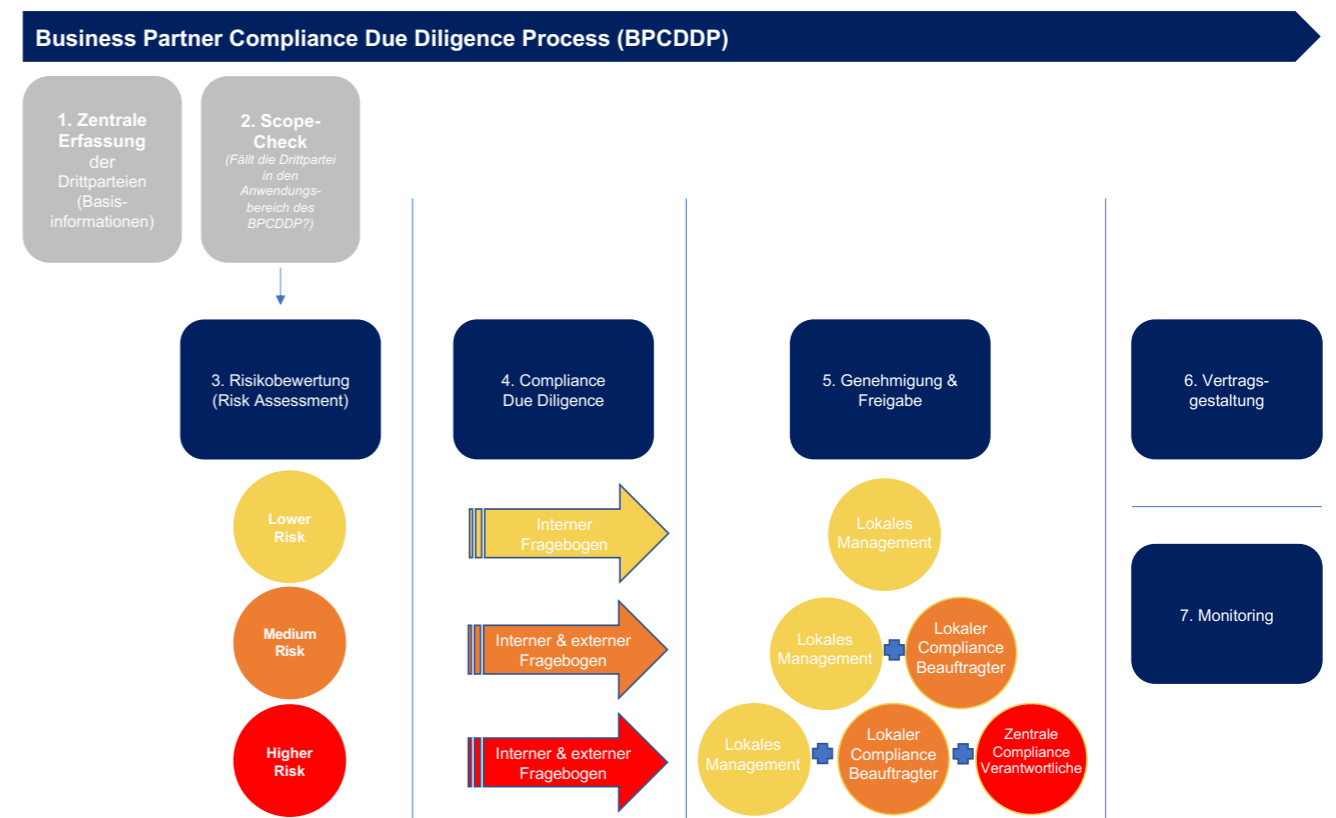 Business Partner Compliance Due Diligence Process (BPCDDP)
1. Zentrale
Erfassung
der
Drittparteien
(Basis-
informationen)
2. Scope-
Check
(Fällt die Drittpartei
in den
Anwendungs-
bereich des
BPCDDP?)
3. Risikobewertung
(Risk Assessment)
4. Compliance
Due Diligence
5. Genehmigung &
Freigabe
6. Vertrags-
gestaltung
Lower
Risk
Interner
Fragebogen
Lokales
Management
Medium
Risk
Interner & externer
Fragebogen
Lokales
Management
Lokaler
Compliance
Beauftragter
7. Monitoring
Higher
Risk
Interner & externer
Fragebogen
Lokales
Management
Lokaler
Compliance
Beauftragter
Zentrale
Compliance
Verantwortliche